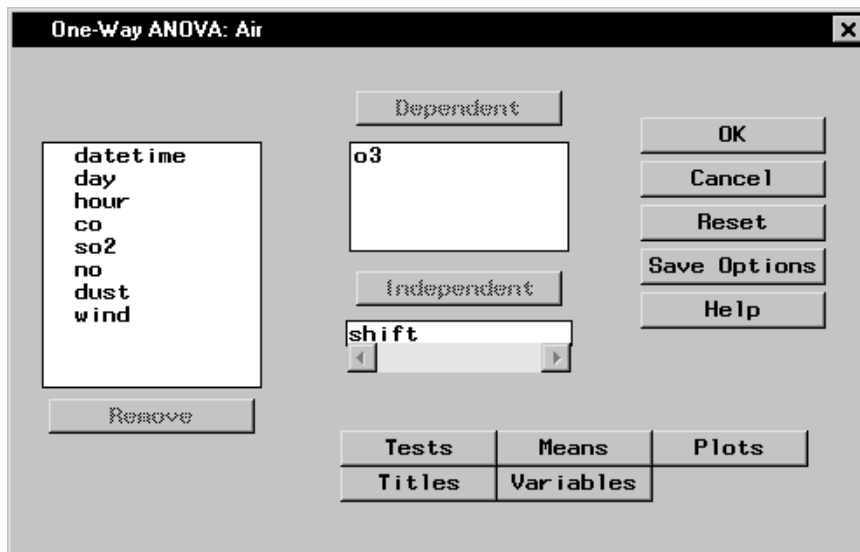 One-Way ANOVA: Air
datetime
day
hour
co
so2
no
dust
wind
Remove
Dependent
o3
Independent
shift
OK
Cancel
Reset
Save Options
Help
Tests
Means
Plots
Titles
Variables